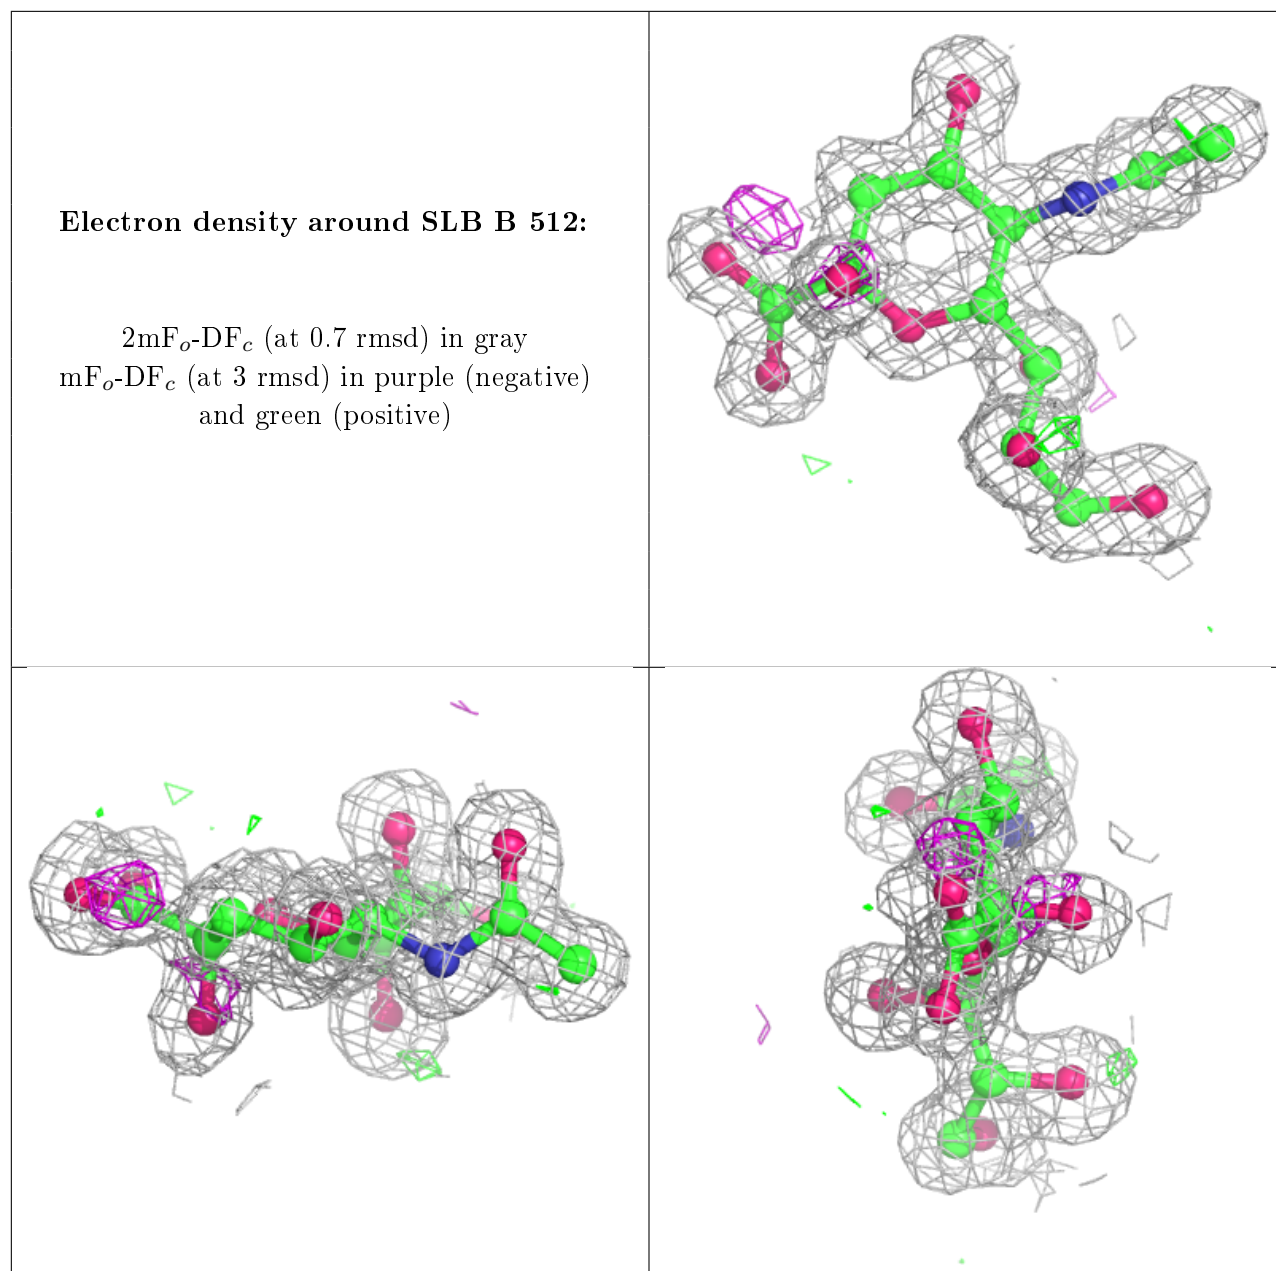 Electron density around SLB B 512:
2mFₒ-DF𝒸 (at 0.7 rmsd) in gray
mFₒ-DF𝒸 (at 3 rmsd) in purple (negative)
and green (positive)